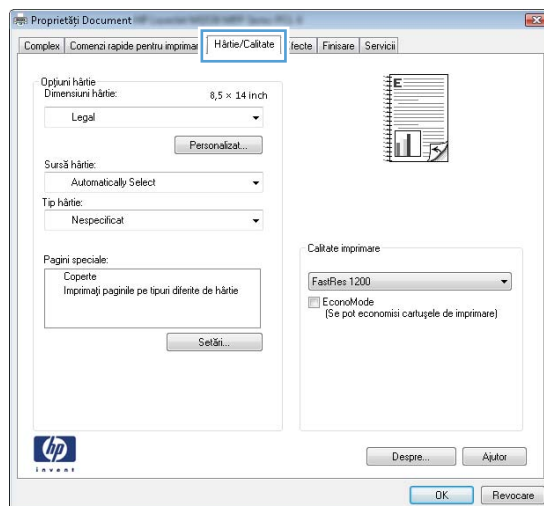 Proprietăți Document
Complex Comenzi rapide pentru imprimar Hârtie/Calitate fecte Finisare Servicii
Opțiuni hârtie
Dimensiuni hârtie: 8,5 × 14 inch
Legal
Personalizat...
Sursă hârtie:
Automatically Select
Tip hârtie:
Nespecificat
Pagini speciale:
Coperte
Imprimați paginile pe tipuri diferite de hârtie
Setări...
E
Calitate imprimare
FastRes 1200
EconoMode
(Se pot economisi cartușele de imprimare)
hp
invent
Despre... Ajutor
OK Revocare